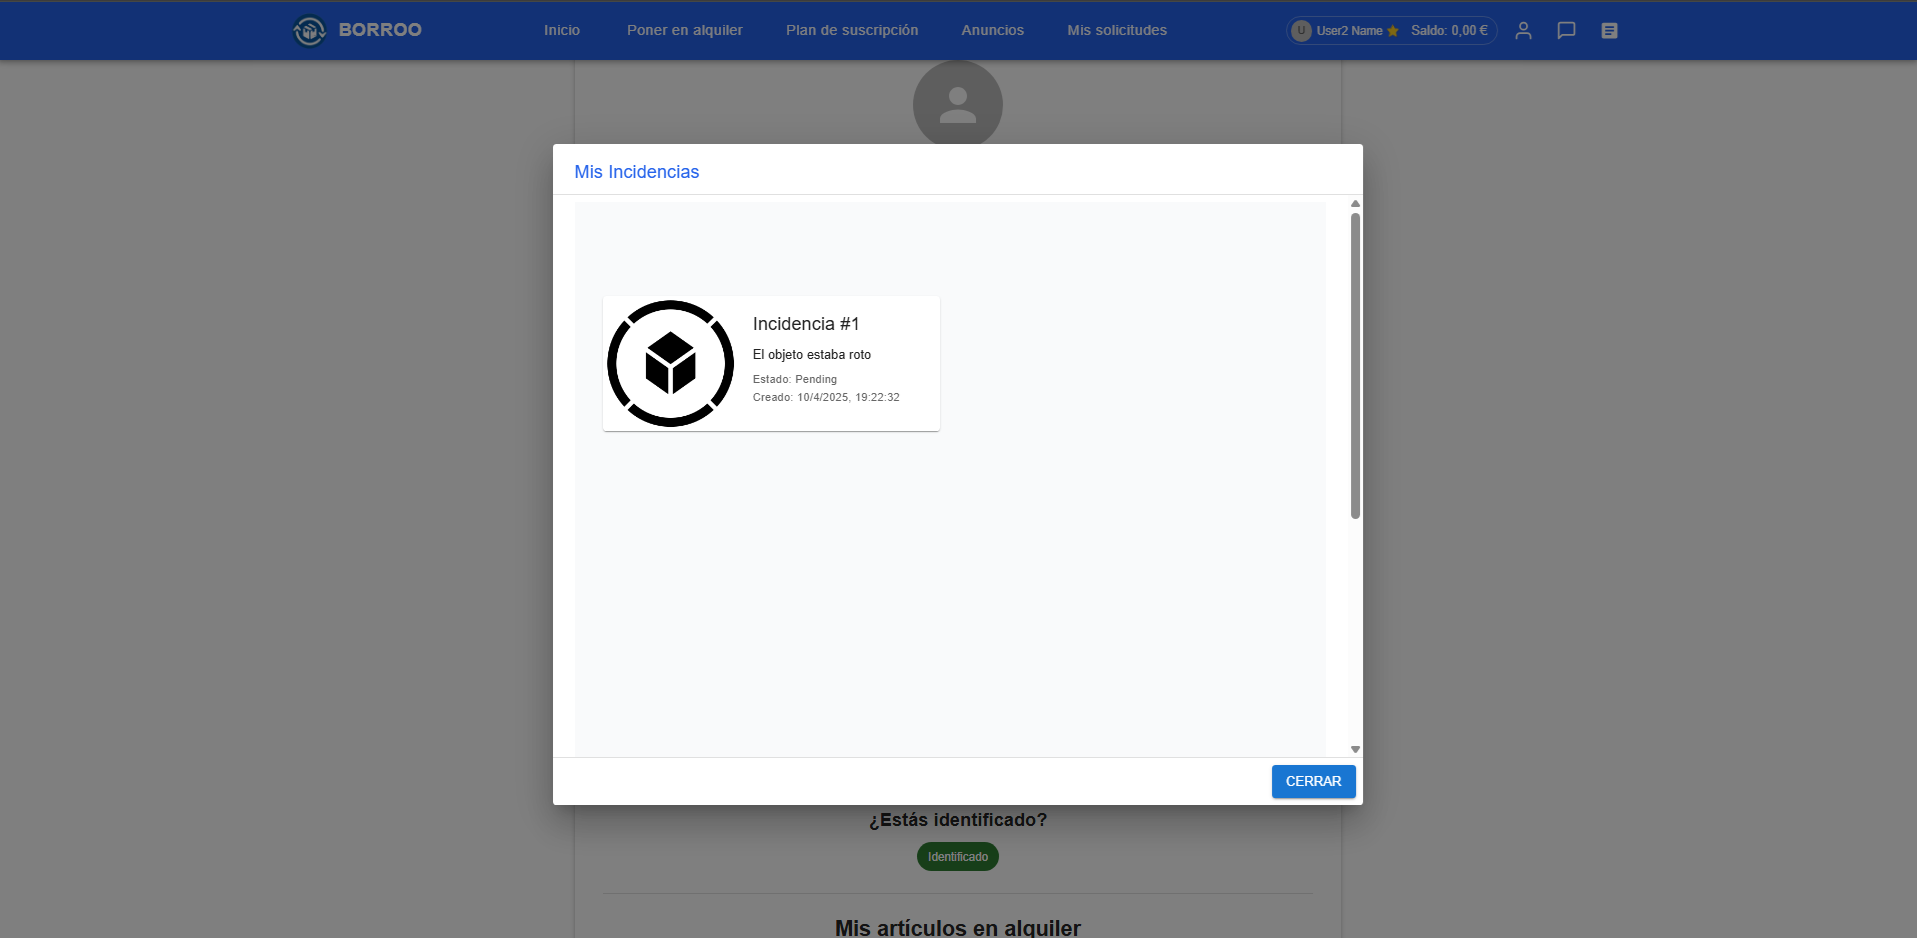 BORROO
Inicio
Poner en alquiler
Plan de suscripción
Anuncios
Mis solicitudes
U
User2 Name
Saldo: 0,00 €
Mis Incidencias
Incidencia #1
El objeto estaba roto
Estado: Pending
Creado: 10/4/2025, 19:22:32
CERRAR
¿Estás identificado?
Identificado
Mis artículos en alquiler